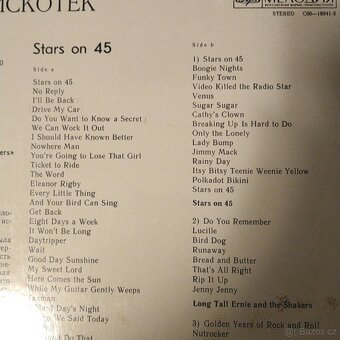 ИСКОТЕК
МЕЛОДИЯ
STEREO C60—18941-2
Stars on 45
Side a
Stars on 45
No Reply
I'll Be Back
Drive My Car
Do You Want to Know a Secret
We Can Work It Out
I Should Have Known Better
Nowhere Man
You're Going to Lose That Girl
Ticket to Ride
The Word
Eleanor Rigby
Every Little Thing
And Your Bird Can Sing
Get Back
Eight Days a Week
It Won't Be Long
Daytripper
Wait
Good Day Sunshine
My Sweet Lord
Here Comes the Sun
While My Guitar Gently Weeps
Taxman
Hard Day's Night
We Said Today
I Do That
Side b
1) Stars on 45
Boogie Nights
Funky Town
Video Killed the Radio Star
Venus
Sugar Sugar
Cathy's Clown
Breaking Up Is Hard to Do
Only the Lonely
Lady Bump
Jimmy Mack
Rainy Day
Itsy Bitsy Teenie Weenie Yellow
Polkadot Bikini
Stars on 45
Stars on 45
2) Do You Remember
Lucille
Bird Dog
Runaway
Bread and Butter
That's All Right
Rip It Up
Jenny Jenny
Long Tall Ernie and the Shakers
3) Golden Years of Rock and Roll
Nutrocker